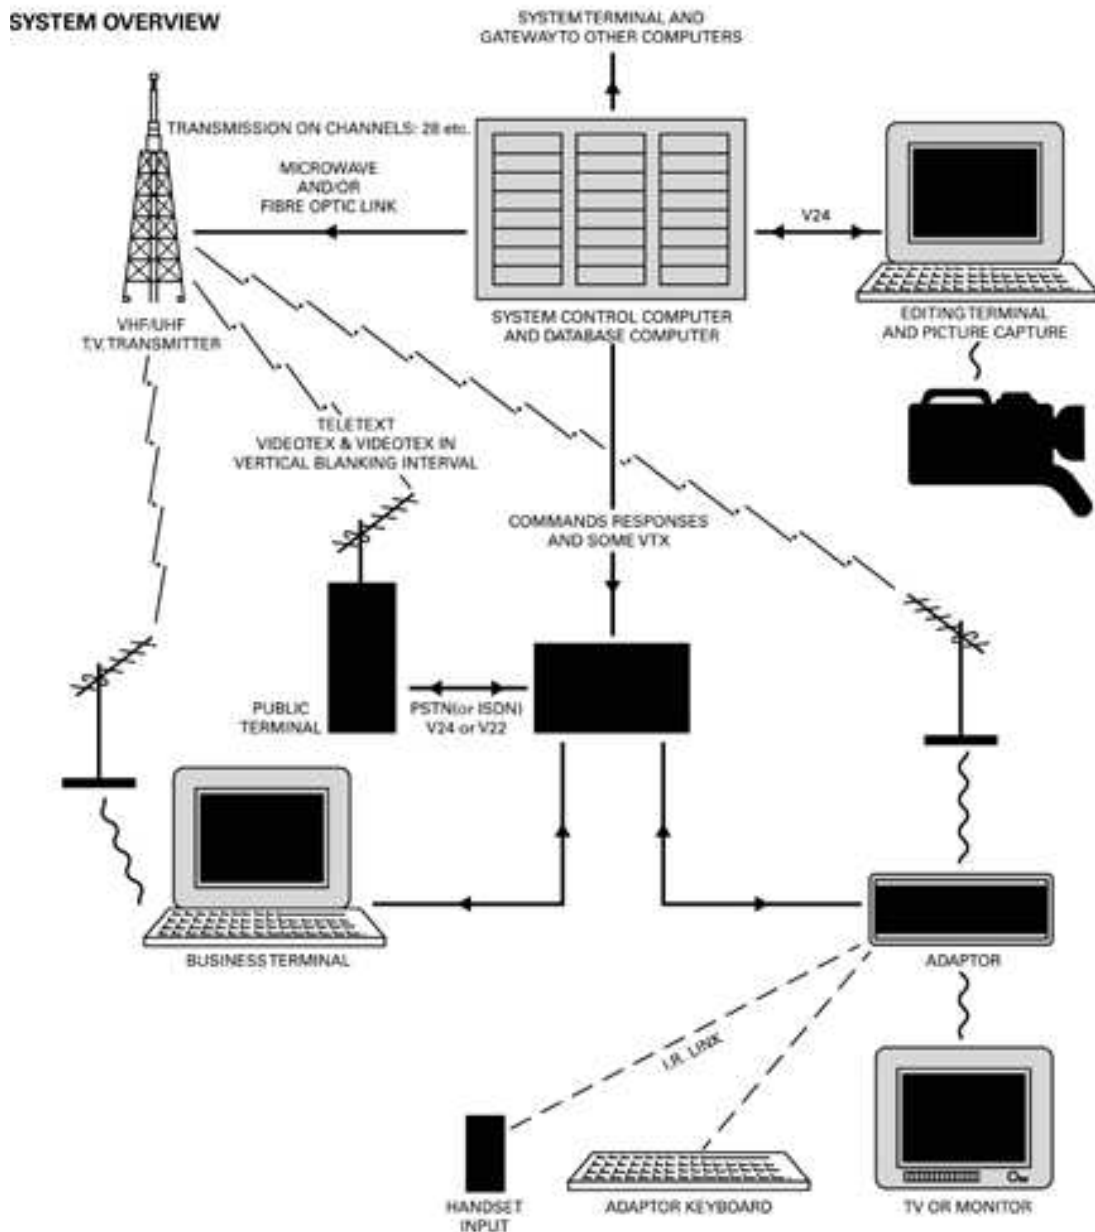 SYSTEM OVERVIEW
SYSTEM TERMINAL AND
GATEWAY TO OTHER COMPUTERS
TRANSMISSION ON CHANNELS: 28 etc.
MICROWAVE
AND/OR
FIBRE OPTIC LINK
V24
SYSTEM CONTROL COMPUTER
AND DATABASE COMPUTER
EDITING TERMINAL
AND PICTURE CAPTURE
VHF/UHF
T.V. TRANSMITTER
TELETEXT
VIDEOTEX & VIDEOTEX IN
VERTICAL BLANKING INTERVAL
COMMANDS RESPONSES
AND SOME VTX
PUBLIC
TERMINAL
PSTN(or ISDN)
V24 or V22
BUSINESS TERMINAL
ADAPTOR
I.R. LINK
HANDSET
INPUT
ADAPTOR KEYBOARD
TV OR MONITOR